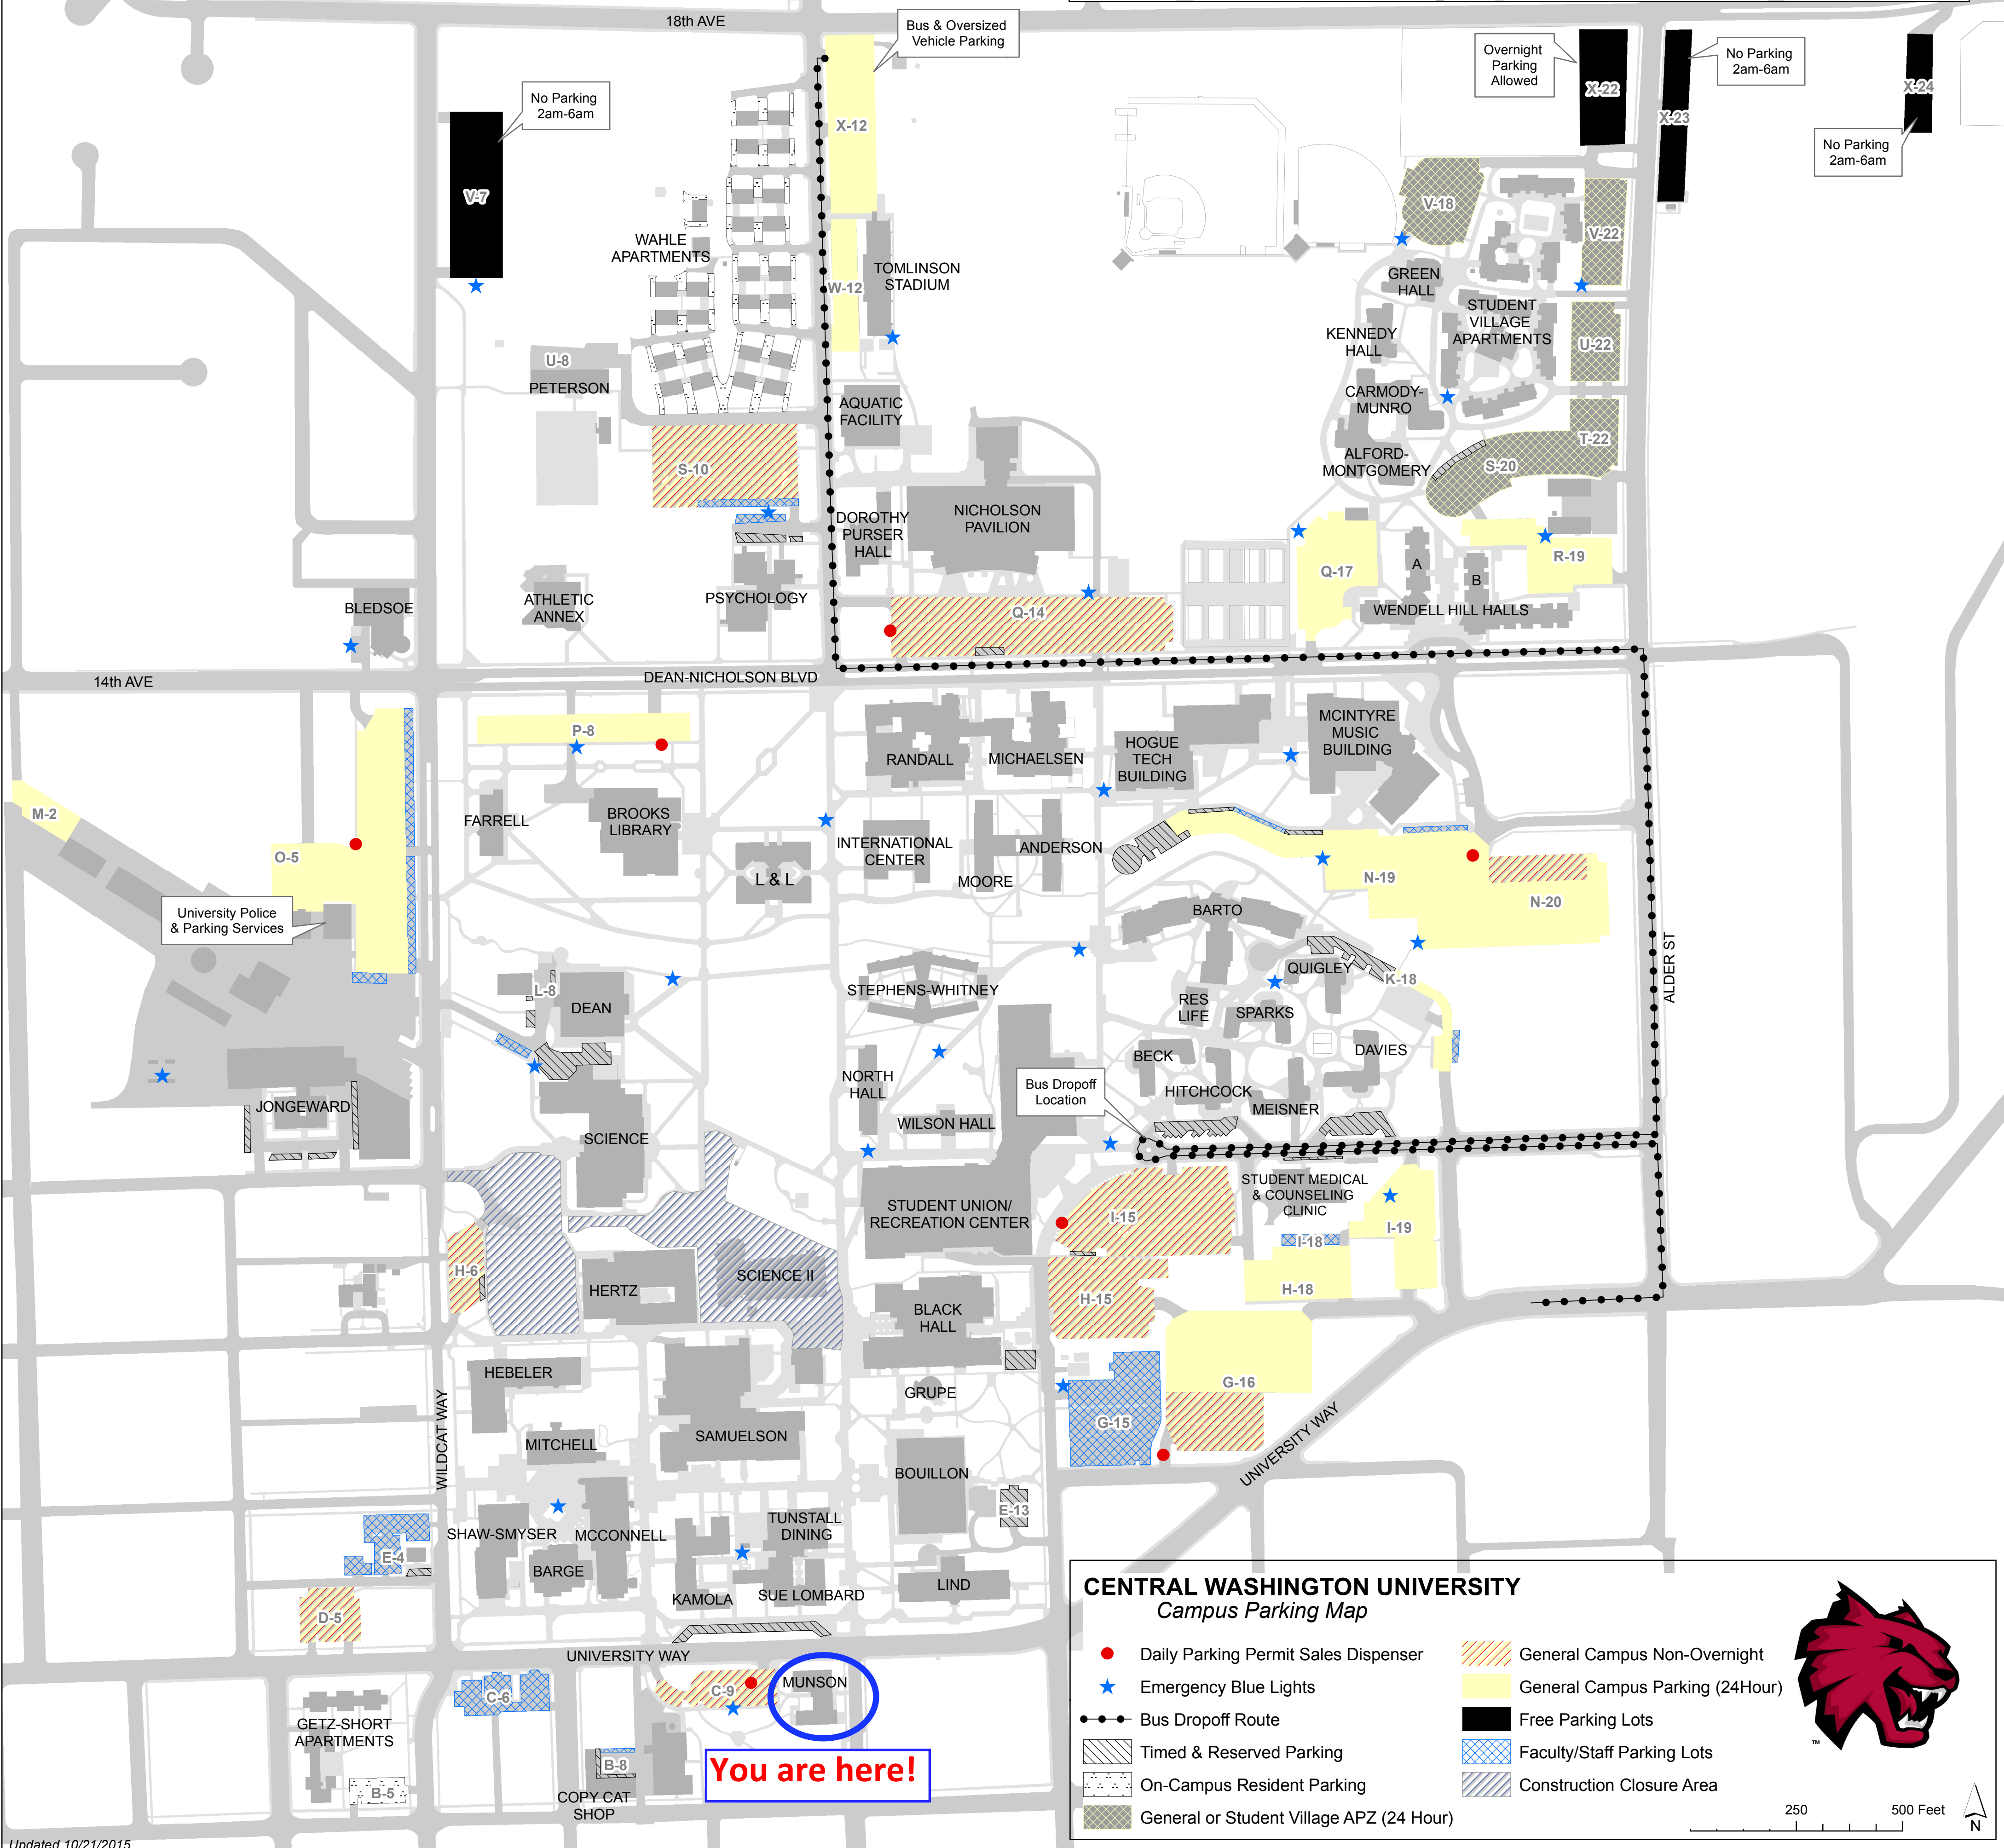 18th AVE
Bus & Oversized
Vehicle Parking
Overnight
Parking
Allowed
No Parking
2am-6am
No Parking
2am-6am
No Parking
2am-6am
X-12
X-22
X-23
X-24
V-7
V-18
V-22
WAHLE
APARTMENTS
TOMLINSON
STADIUM
W-12
GREEN
HALL
STUDENT
VILLAGE
APARTMENTS
KENNEDY
HALL
U-22
U-8
PETERSON
AQUATIC
FACILITY
CARMODY-
MUNRO
T-22
ALFORD-
MONTGOMERY
S-20
S-10
DOROTHY
PURSER
HALL
NICHOLSON
PAVILION
R-19
Q-17
A
B
WENDELL HILL HALLS
BLEDSOE
ATHLETIC
ANNEX
PSYCHOLOGY
Q-14
14th AVE
DEAN-NICHOLSON BLVD
P-8
RANDALL
MICHAELSEN
HOGUE
TECH
BUILDING
MCINTYRE
MUSIC
BUILDING
M-2
O-5
FARRELL
BROOKS
LIBRARY
INTERNATIONAL
CENTER
MOORE
ANDERSON
L & L
N-19
N-20
University Police
& Parking Services
BARTO
L-8
DEAN
STEPHENS-WHITNEY
QUIGLEY
K-18
RES
LIFE
SPARKS
ALDER ST
BECK
DAVIES
NORTH
HALL
Bus Dropoff
Location
HITCHCOCK
MEISNER
JONGEWARD
SCIENCE
WILSON HALL
STUDENT UNION/
RECREATION CENTER
STUDENT MEDICAL
& COUNSELING
CLINIC
I-15
I-18
I-19
H-6
HERTZ
SCIENCE II
H-15
H-18
BLACK
HALL
HEBELER
GRUPE
G-16
G-15
WILDCAT WAY
MITCHELL
SAMUELSON
BOUILLON
UNIVERSITY WAY
E-13
SHAW-SMYSER
MCCONNELL
TUNSTALL
DINING
E-4
BARGE
KAMOLA
SUE LOMBARD
LIND
D-5
UNIVERSITY WAY
C-6
C-9
MUNSON
GETZ-SHORT
APARTMENTS
B-8
B-5
COPY CAT
SHOP
You are here!
CENTRAL WASHINGTON UNIVERSITY
Campus Parking Map
Daily Parking Permit Sales Dispenser
Emergency Blue Lights
Bus Dropoff Route
Timed & Reserved Parking
On-Campus Resident Parking
General or Student Village APZ (24 Hour)
General Campus Non-Overnight
General Campus Parking (24Hour)
Free Parking Lots
Faculty/Staff Parking Lots
Construction Closure Area
TM
250
500 Feet
N
Updated 10/21/2015